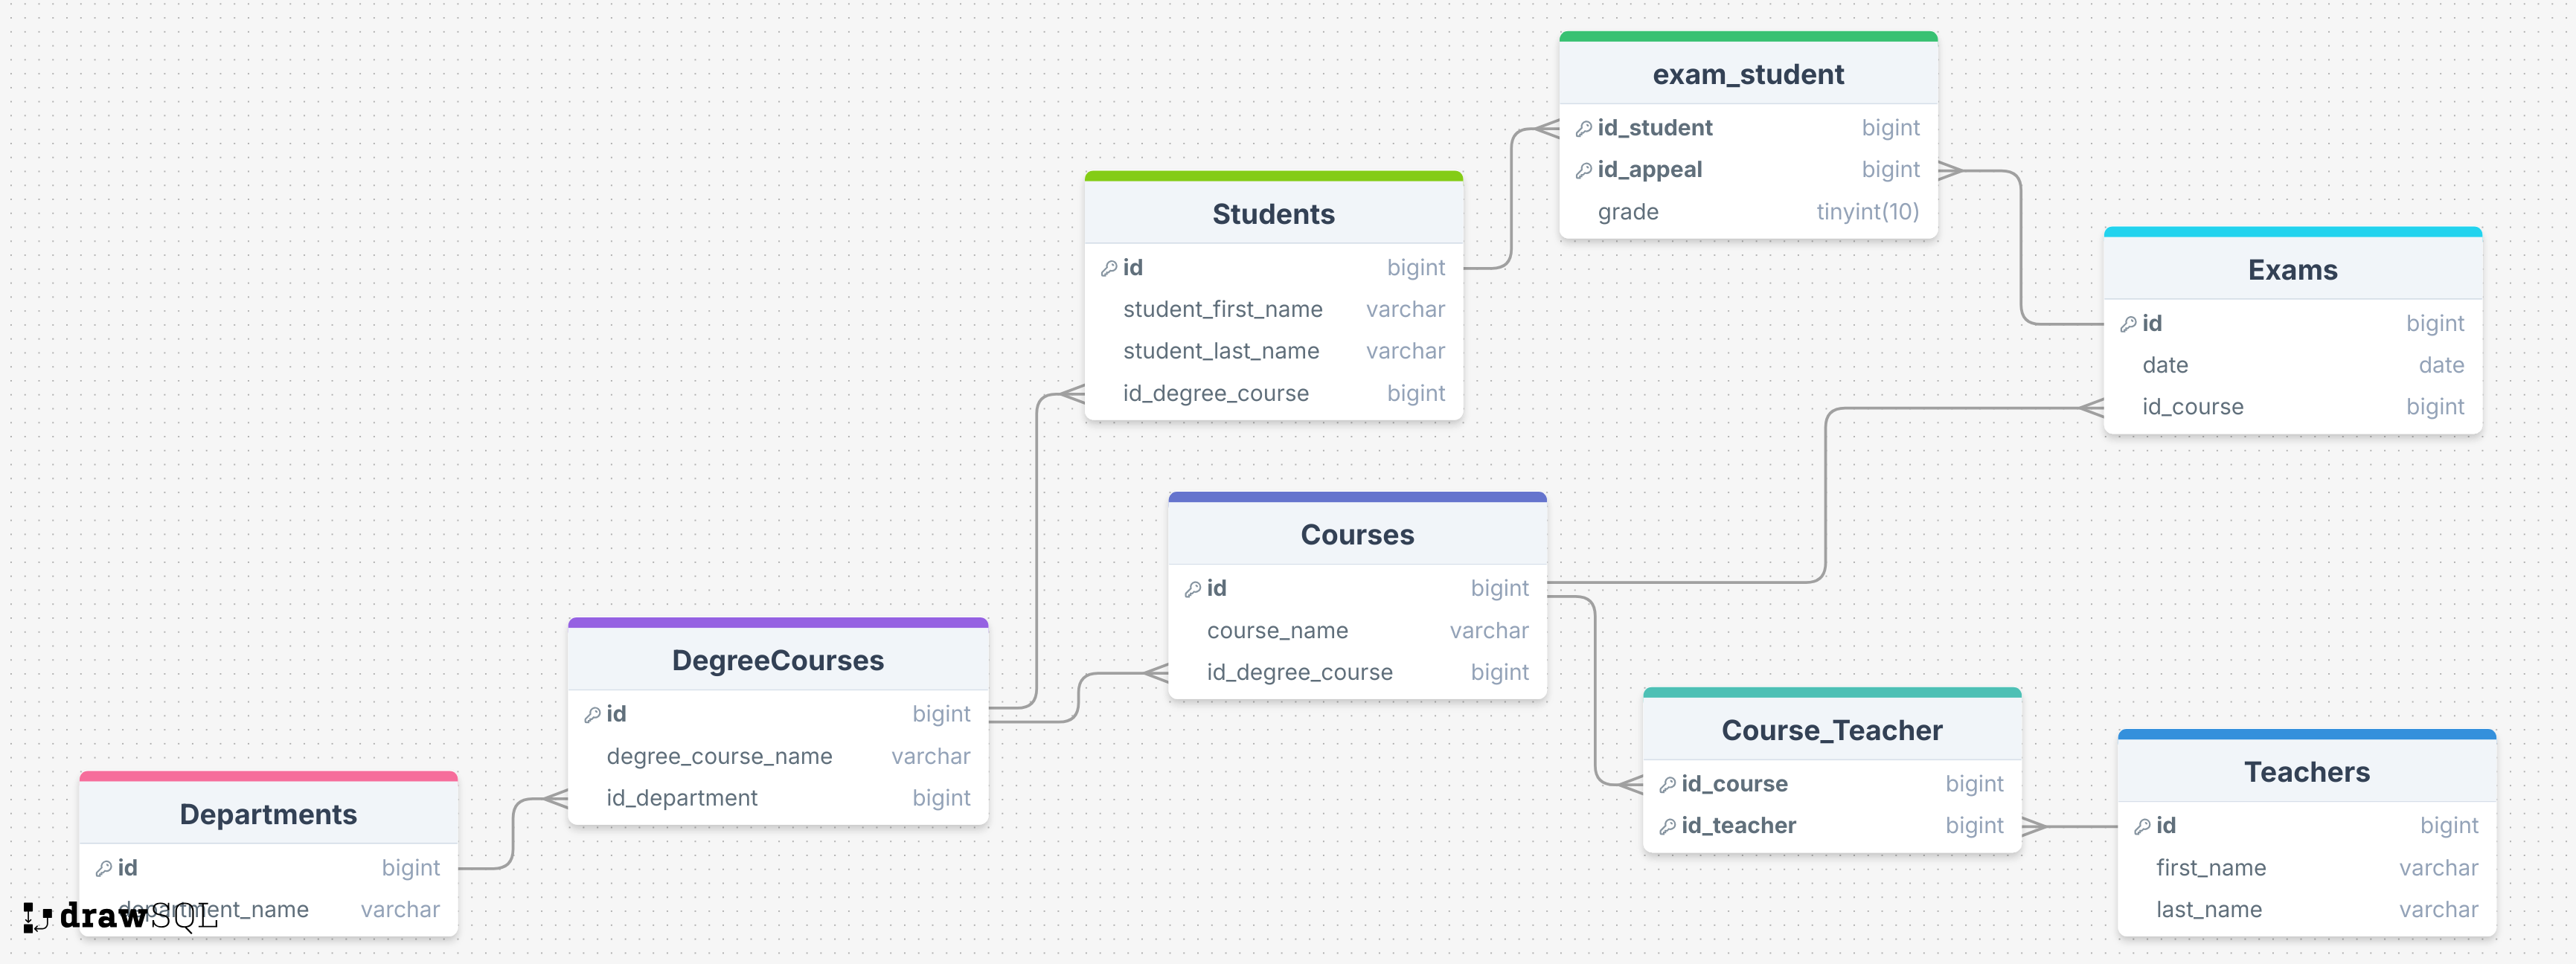 exam_student
id_student bigint
id_appeal bigint
grade tinyint(10)
Students
id bigint
student_first_name varchar
student_last_name varchar
id_degree_course bigint
Exams
id bigint
date date
id_course bigint
Courses
id bigint
course_name varchar
id_degree_course bigint
DegreeCourses
id bigint
degree_course_name varchar
id_department bigint
Course_Teacher
id_course bigint
id_teacher bigint
Teachers
id bigint
first_name varchar
last_name varchar
Departments
id bigint
department_name varchar
drawSQL